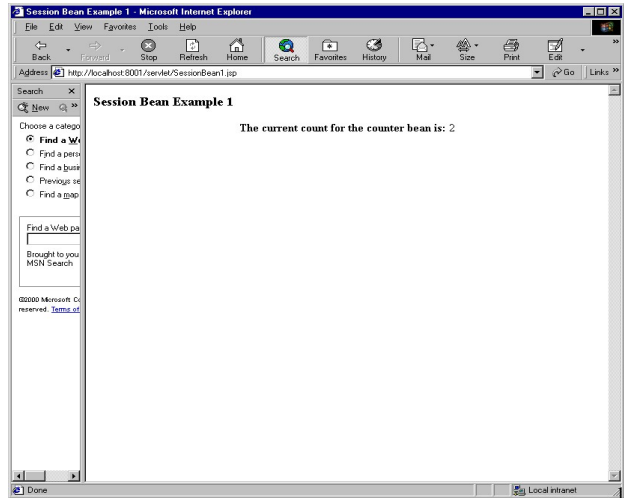 Session Bean Example 1 - Microsoft Internet Explorer
File Edit View Favorites Tools Help
Back Forward Stop Refresh Home Search Favorites History Mail Size Print Edit »
Address http://localhost:8001/servlet/SessionBean1.jsp Go Links »
Search X
New »
Choose a catego
Find a We
Find a pers
Find a busin
Previous se
Find a map
Find a Web pa
Brought to you
MSN Search
©2000 Microsoft Co
reserved. Terms of
Session Bean Example 1
The current count for the counter bean is: 2
Done Local intranet